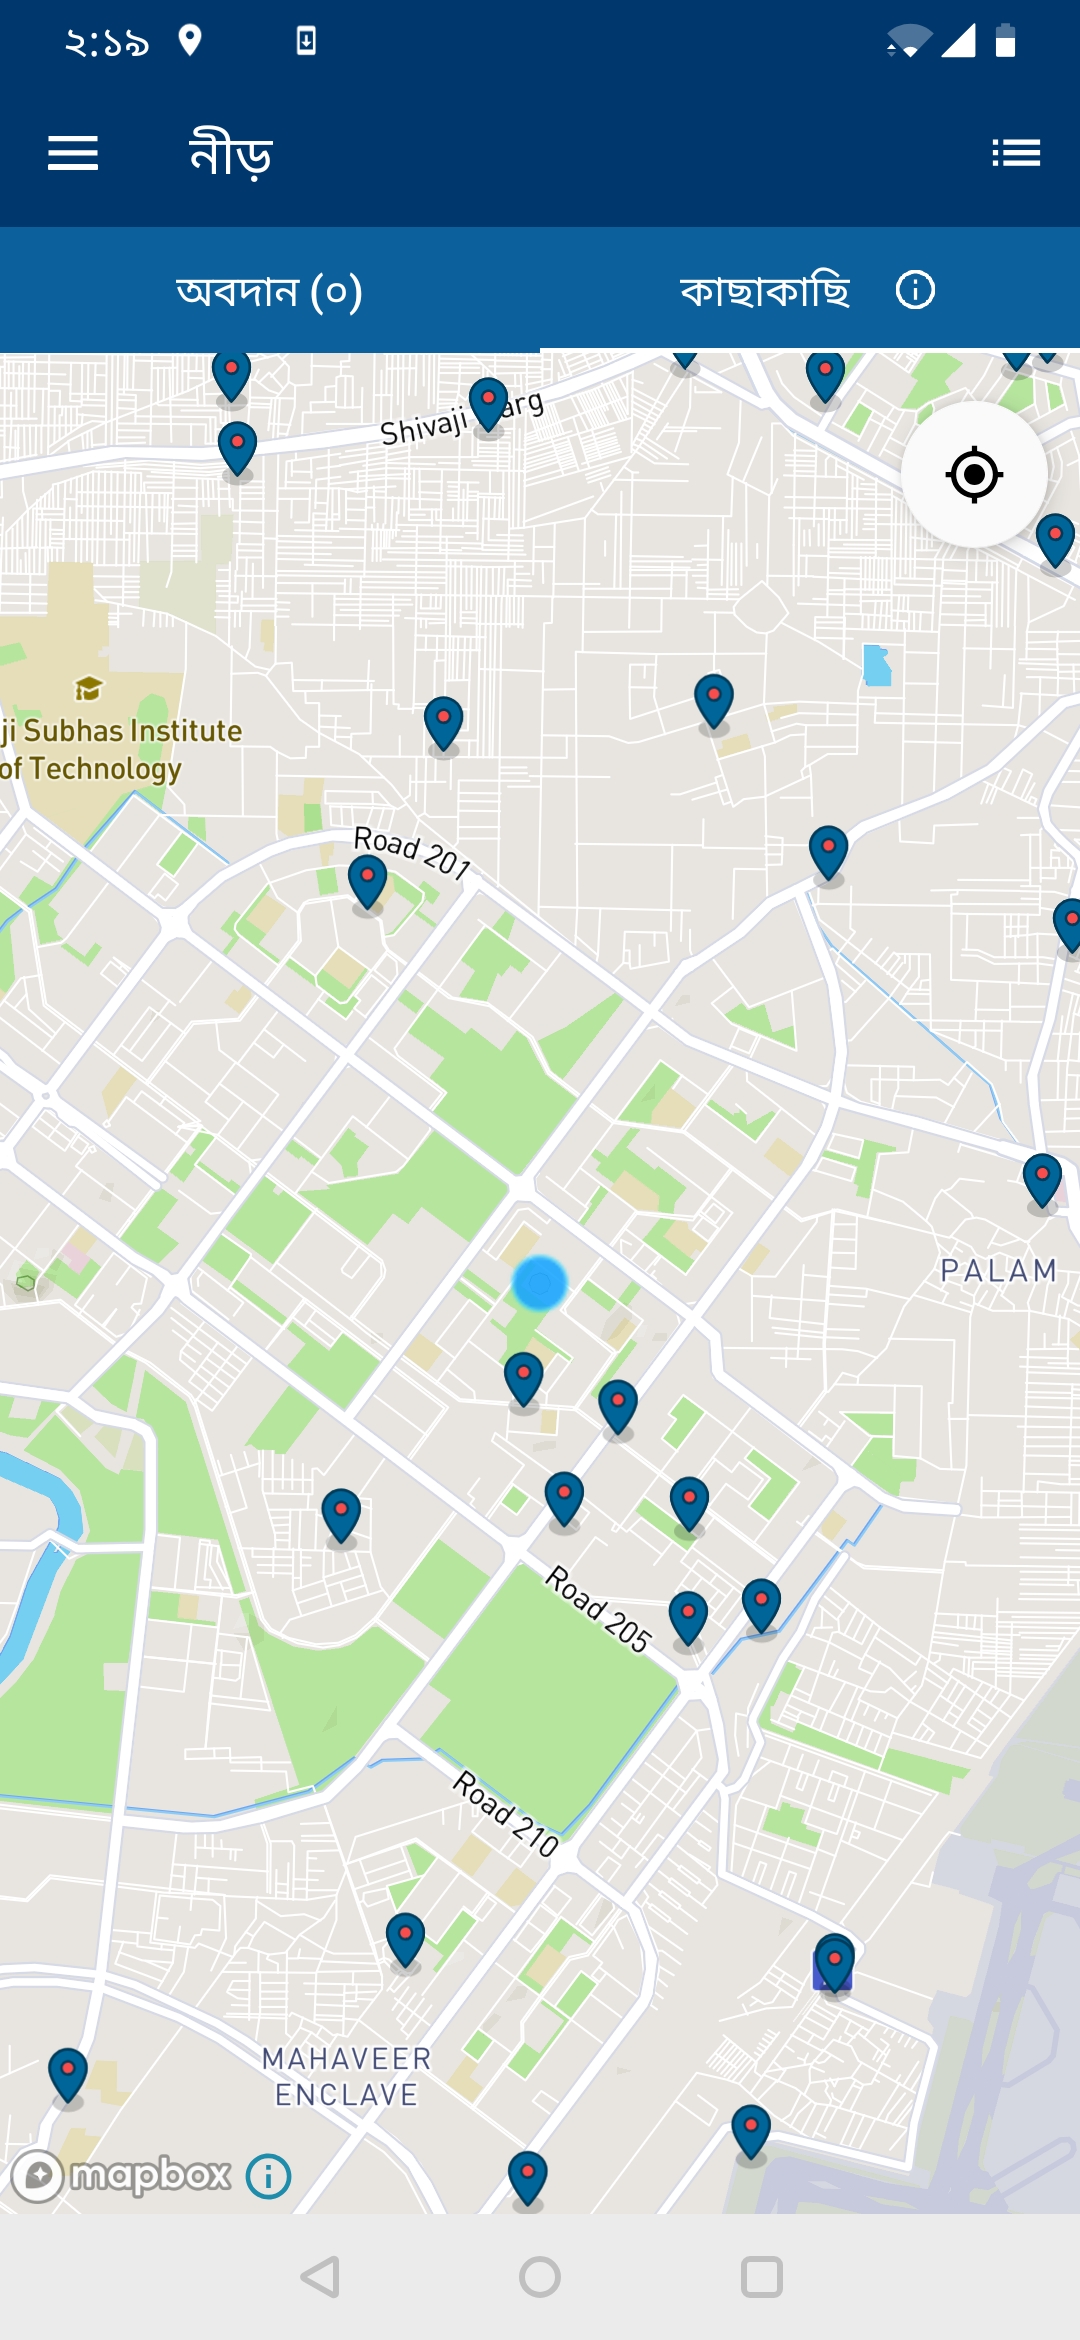 ২:১৯
নীড়
অবদান (০)
কাছাকাছি
Shivaji
arg
ji Subhas Institute
of Technology
Road 201
PALAM
Road 205
Road 210
MAHAVEER
ENCLAVE
mapbox